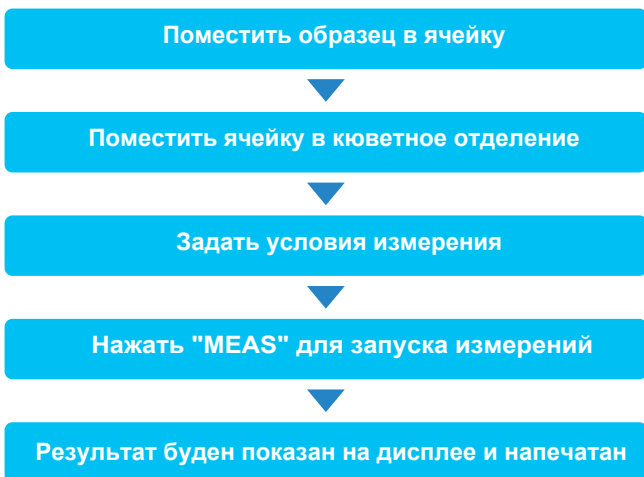 Поместить образец в ячейку
Поместить ячейку в кюветное отделение
Задать условия измерения
Нажать "MEAS" для запуска измерений
Результат буден показан на дисплее и напечатан